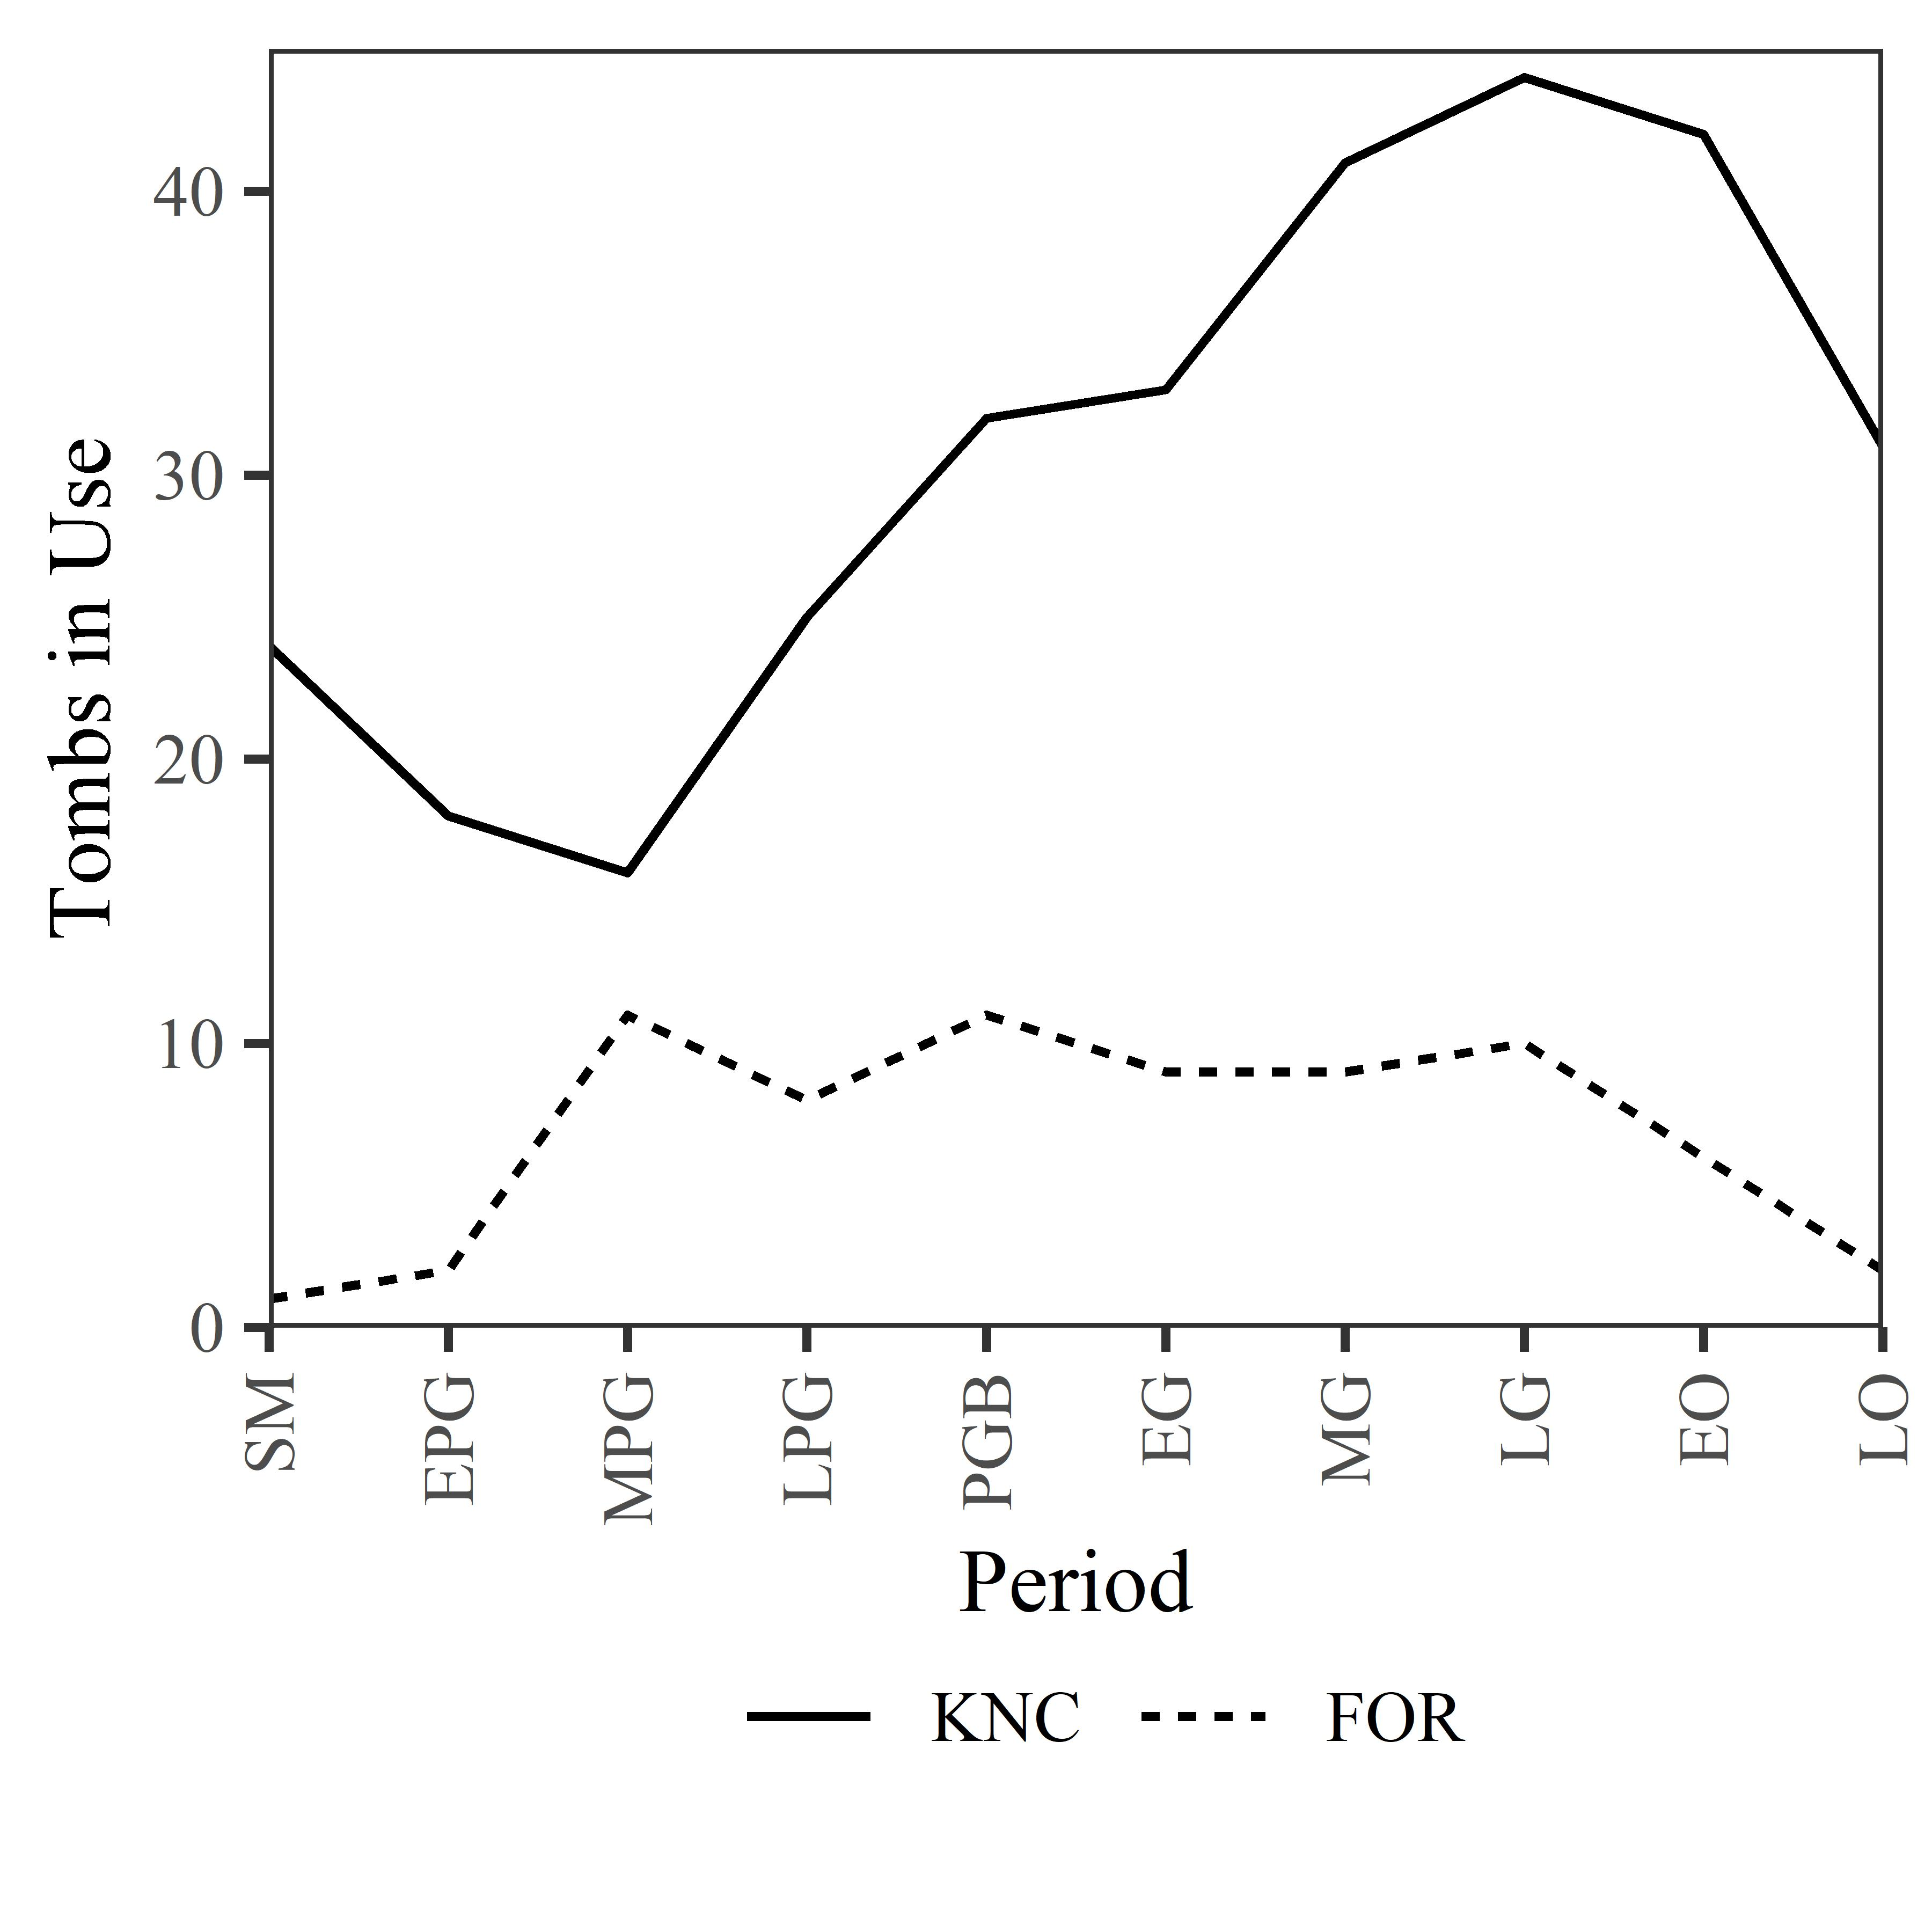 Tombs in Use
40
30
20
10
0
SM
EPG
MPG
LPG
PGB
EG
MG
LG
EO
LO
Period
KNC FOR